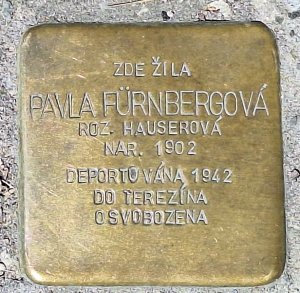 ZDE ŽILA
PAVLA FÜRNBERGOVÁ
ROZ. HAUSEROVÁ
NAR. 1902
DEPORTOVÁNA 1942
DO TEREZÍNA
OSVOBOZENA